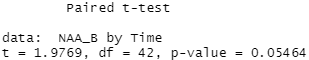 Paired t-test
data:  NAA_B by Time
t = 1.9769, df = 42, p-value = 0.05464